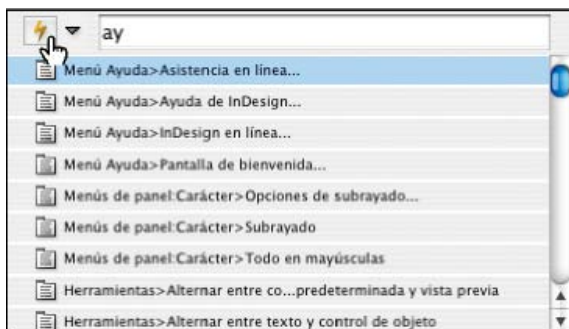 ay
Menú Ayuda>Asistencia en línea...
Menú Ayuda>Ayuda de InDesign...
Menú Ayuda>InDesign en línea...
Menú Ayuda>Pantalla de bienvenida...
Menús de panel:Carácter>Opciones de subrayado...
Menús de panel:Carácter>Subrayado
Menús de panel:Carácter>Todo en mayúsculas
Herramientas>Alternar entre co...predeterminada y vista previa
Herramientas>Alternar entre texto y control de objeto